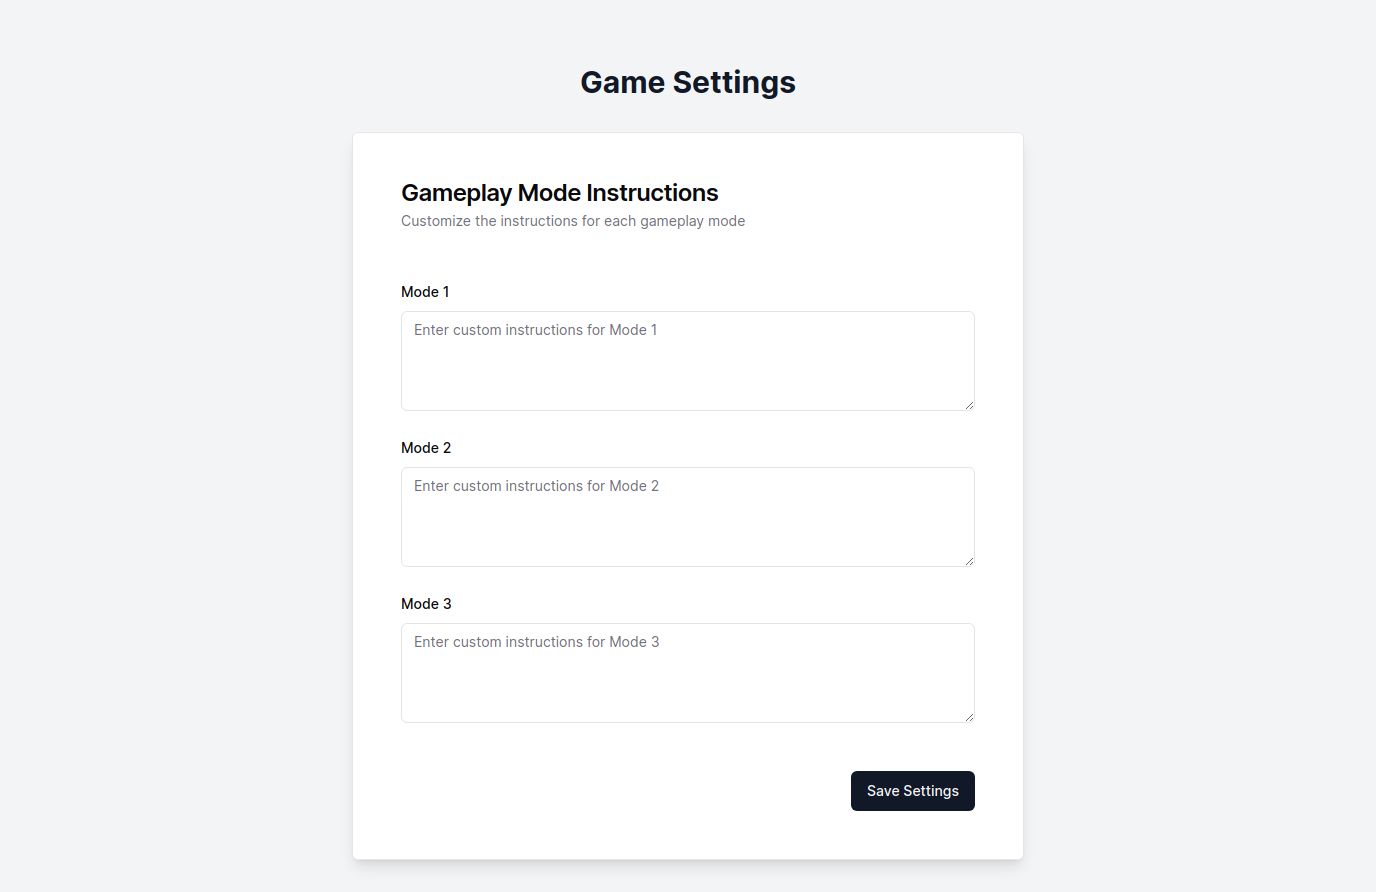 Game Settings
Gameplay Mode Instructions
Customize the instructions for each gameplay mode
Mode 1
Enter custom instructions for Mode 1
Mode 2
Enter custom instructions for Mode 2
Mode 3
Enter custom instructions for Mode 3
Save Settings